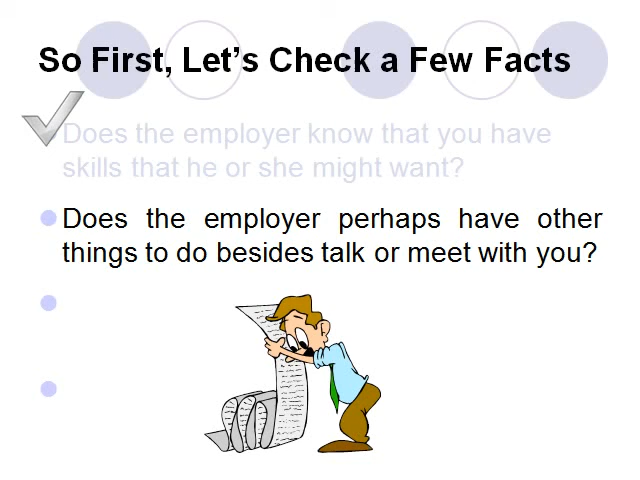 So First, Let's Check a Few Facts
Does the employer know that you have
skills that he or she might want?
Does the employer perhaps have other
things to do besides talk or meet with you?